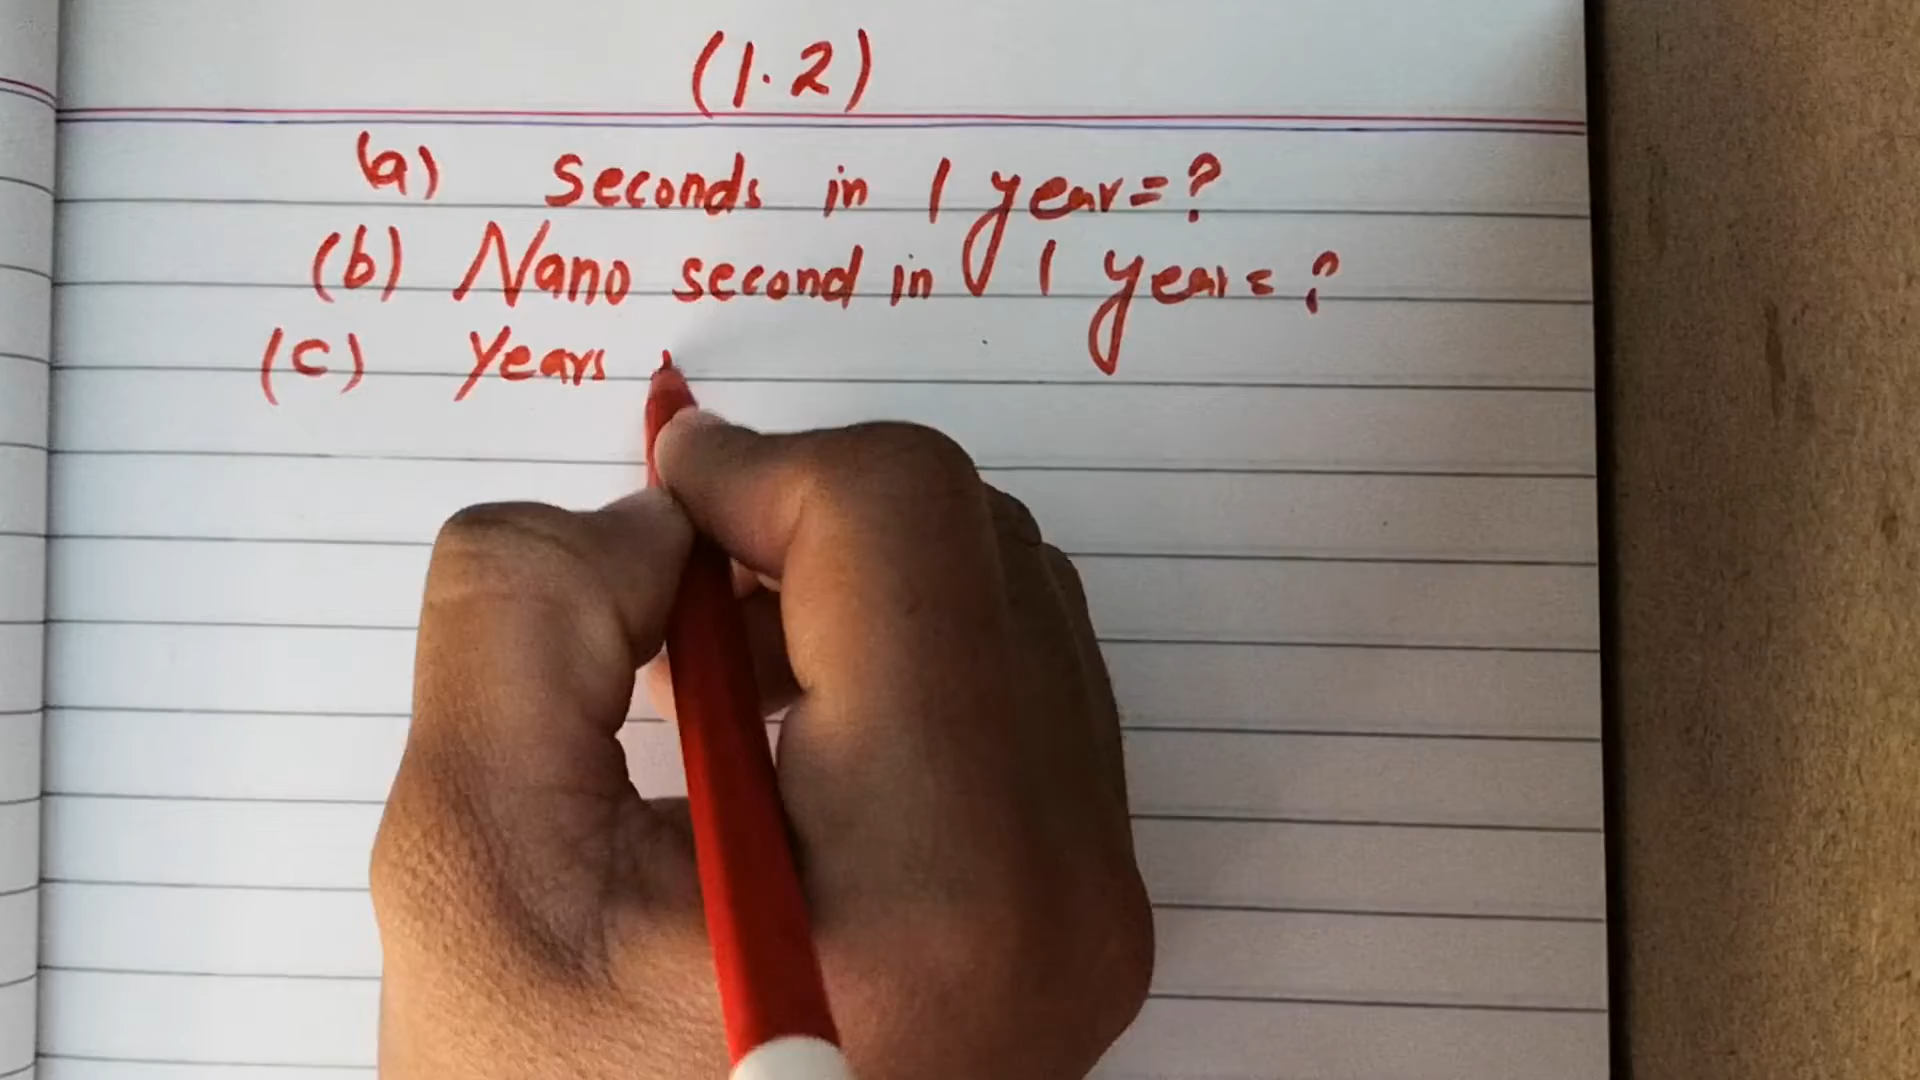 (1.2)
(a) Seconds in 1 year=?
(b) Nano second in 1 year=?
(c) Years